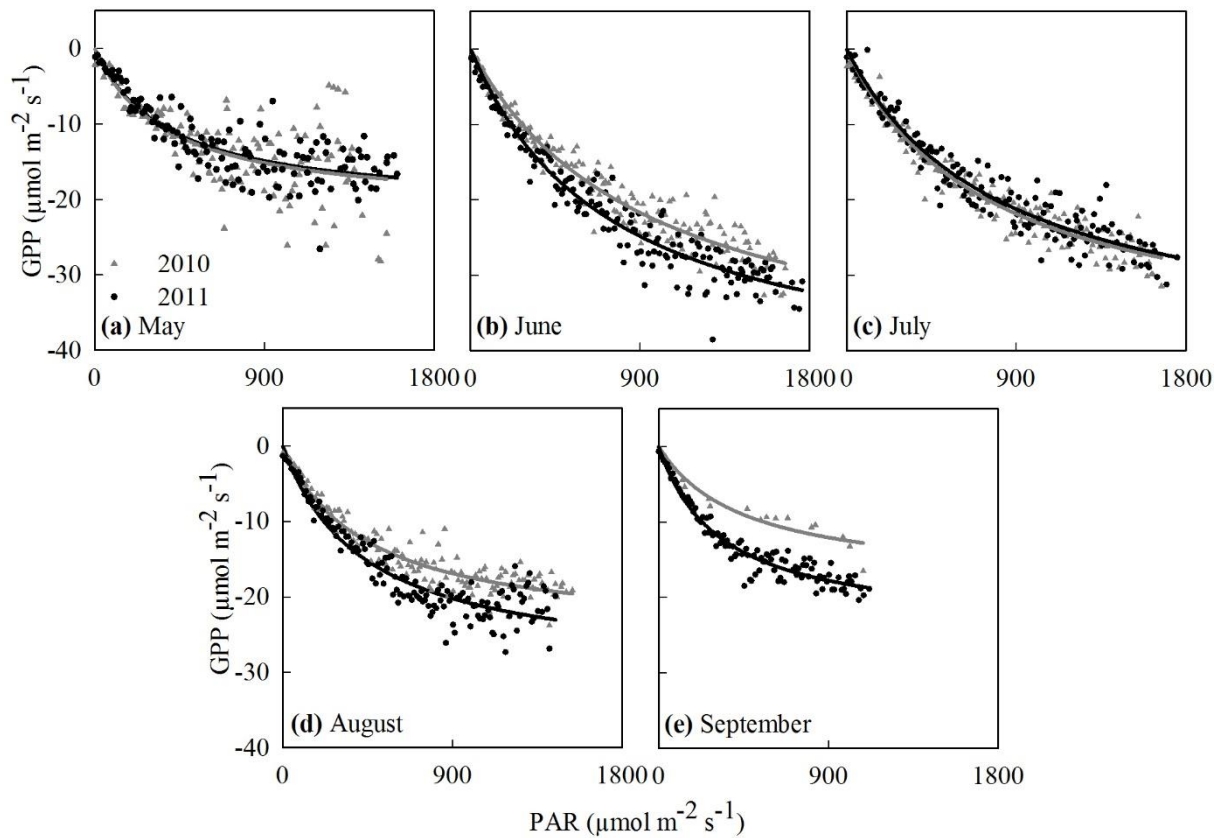 0
-10
-20
-30
-40
GPP (µmol m⁻² s⁻¹)
2010
2011
(a) May
0 900 1800
(b) June
0 900 1800
(c) July
0 900 1800
0
-10
-20
-30
-40
GPP (µmol m⁻² s⁻¹)
(d) August
0 900 1800
(e) September
0 900 1800
PAR (µmol m⁻² s⁻¹)